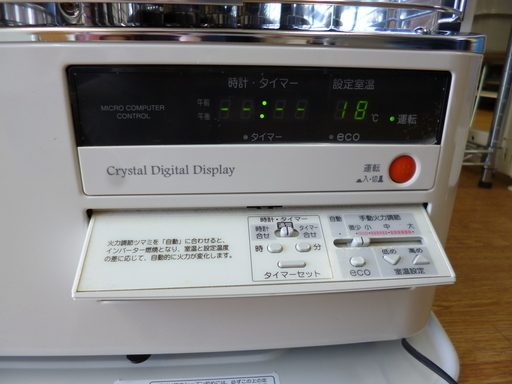 時計・タイマー 設定室温
MICRO COMPUTER
CONTROL
午前
午後
--:-- 18 ℃ 運転
タイマー eco
Crystal Digital Display
運転
入・切
火力調節ツマミを「自動」に合わせると、
インバーター燃焼となり、室温と設定温度
の差に応じて、自動的に火力が変化します。
時計・タイマー
時計合せ タイマー合せ
時 分
タイマーセット
自動 手動火力調節
微少 小 中 大
低め 高め
eco 室温設定